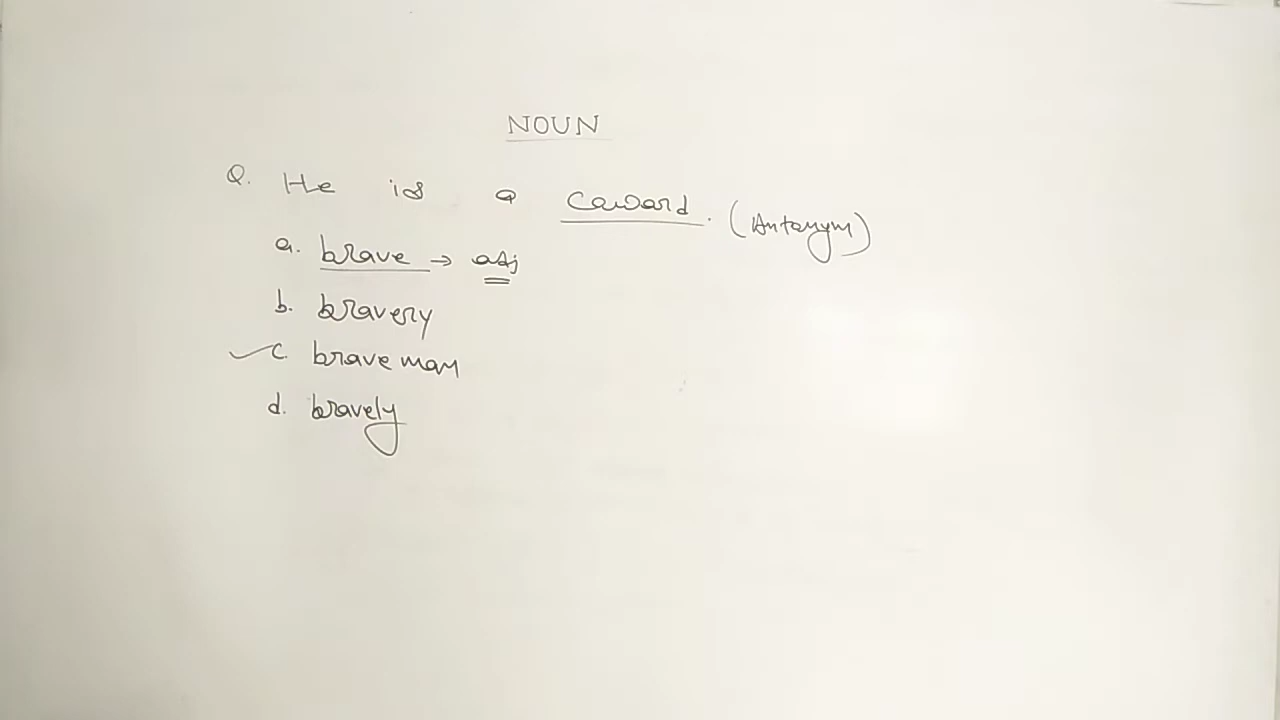 NOUN
Q. He is a coward. (Antonym)
a. brave → adj
b. bravery
✓ c. brave man
d. bravely